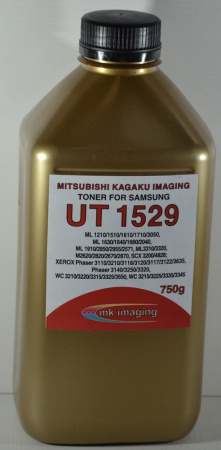 MITSUBISHI KAGAKU IMAGING
TONER FOR SAMSUNG
UT 1529
ML 1210/1510/1610/1710/3050,
ML 1630/1640/1880/2040,
ML 1910/2850/2955/2571, ML3310/3320,
M2620/2820/2670/2870, SCX 3200/4828,
XEROX Phaser 3110/3210/3116/3120/3117/3122/3635,
Phaser 3140/3250/3320,
WC 3210/3220/3315/3325/3550, WC 3215/3225/3335/3345
750g
mk imaging